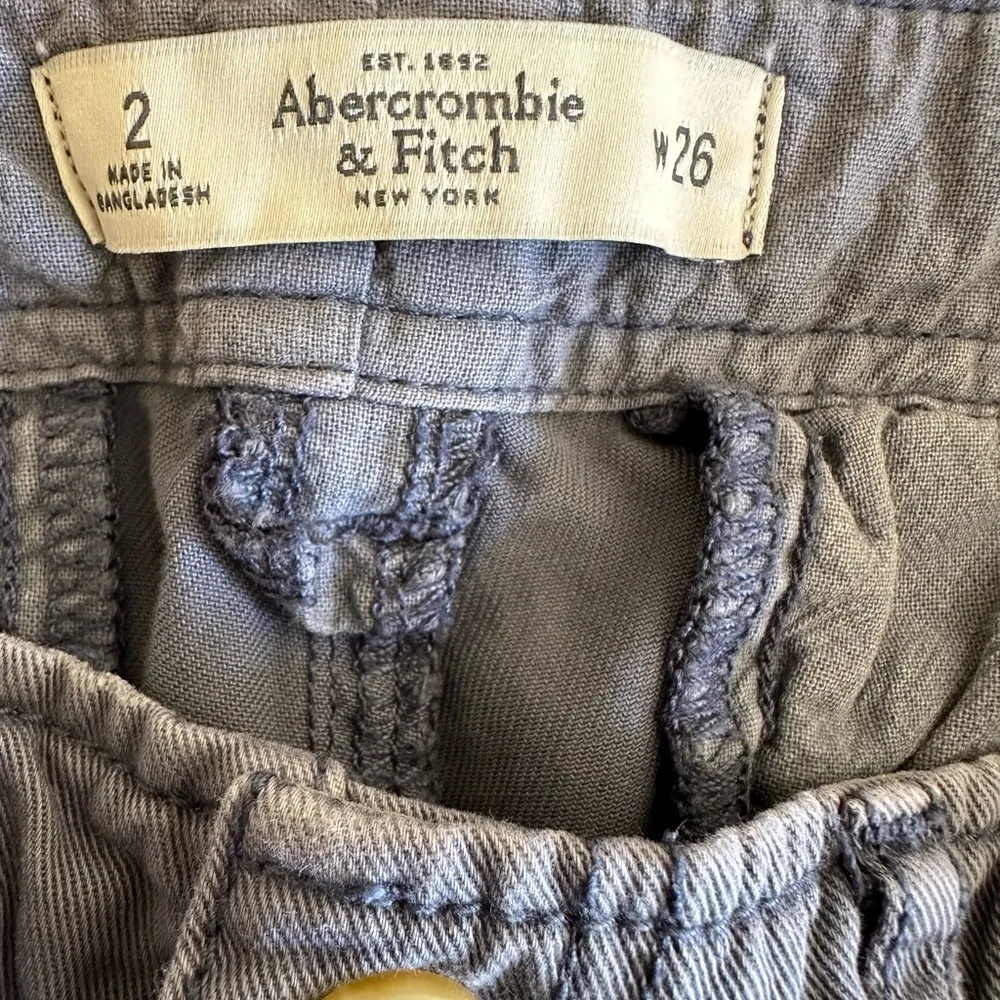 EST. 1892
Abercrombie
& Fitch
NEW YORK
2
MADE IN
BANGLADESH
W26